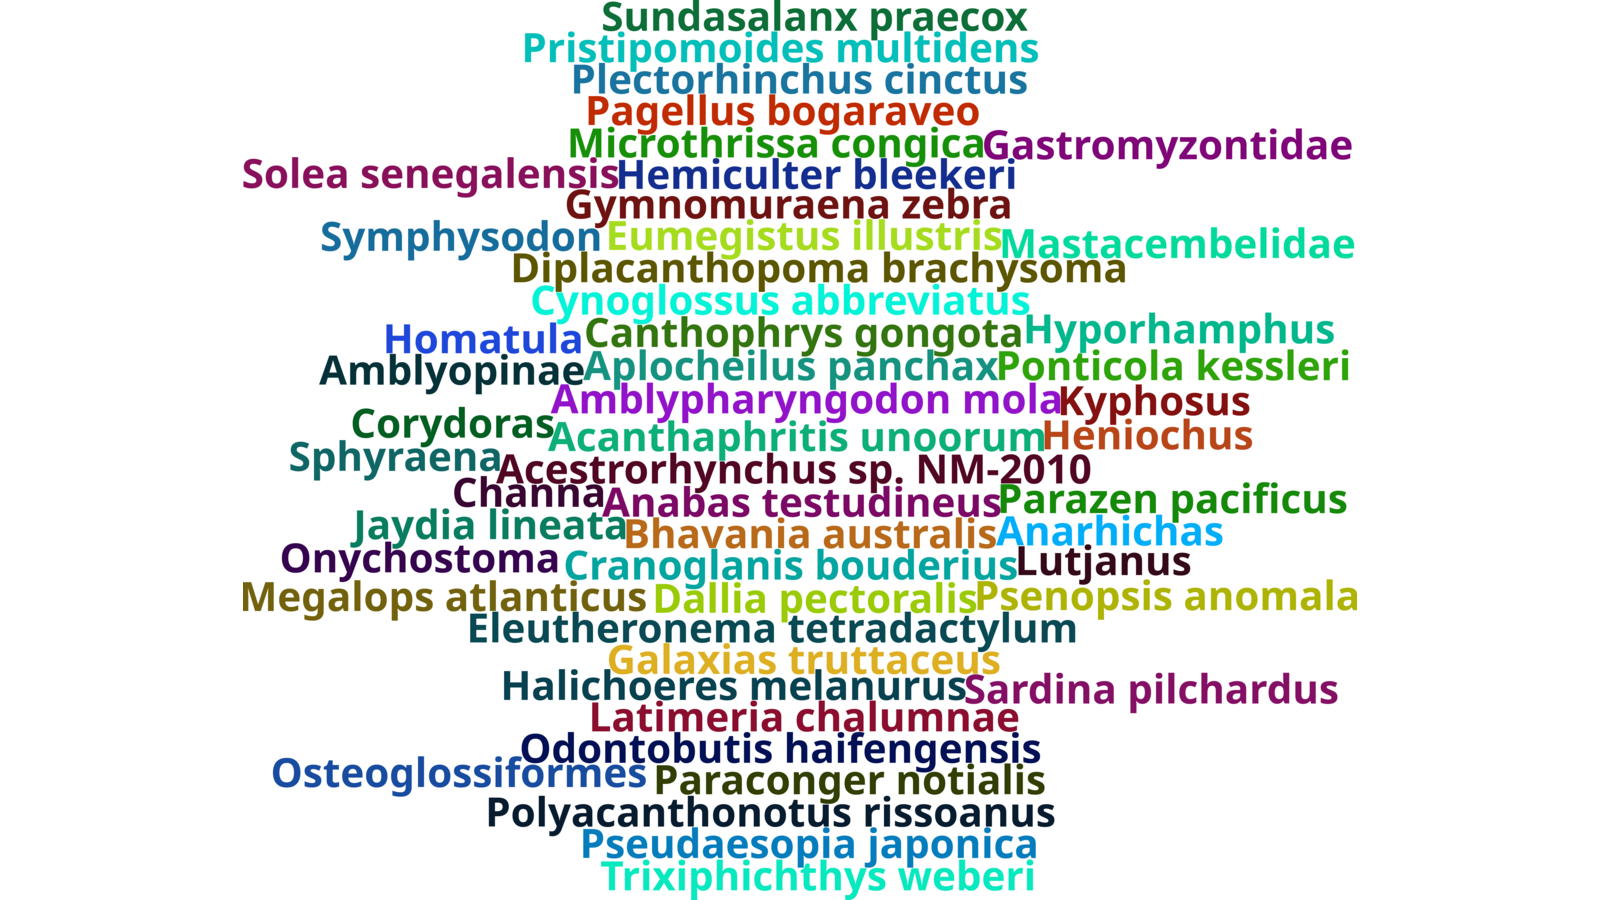 Sundasalanx praecox
Pristipomoides multidens
Plectorhinchus cinctus
Pagellus bogaraveo
Microthrissa congica Gastromyzontidae
Solea senegalensis Hemiculter bleekeri
Gymnomuraena zebra
Symphysodon Eumegistus illustris Mastacembelidae
Diplacanthopoma brachysoma
Cynoglossus abbreviatus
Homatula Canthophrys gongota Hyporhamphus
Amblyopinae Aplocheilus panchax Ponticola kessleri
Amblypharyngodon mola Kyphosus
Corydoras Acanthaphritis unoorum Heniochus
Sphyraena Acestrorhynchus sp. NM-2010
Channa Anabas testudineus Parazen pacificus
Jaydia lineata Bhavania australis Anarhichas
Onychostoma Cranoglanis bouderius Lutjanus
Megalops atlanticus Dallia pectoralis Psenopsis anomala
Eleutheronema tetradactylum
Galaxias truttaceus
Halichoeres melanurus Sardina pilchardus
Latimeria chalumnae
Odontobutis haifengensis
Osteoglossiformes Paraconger notialis
Polyacanthonotus rissoanus
Pseudaesopia japonica
Trixiphichthys weberi